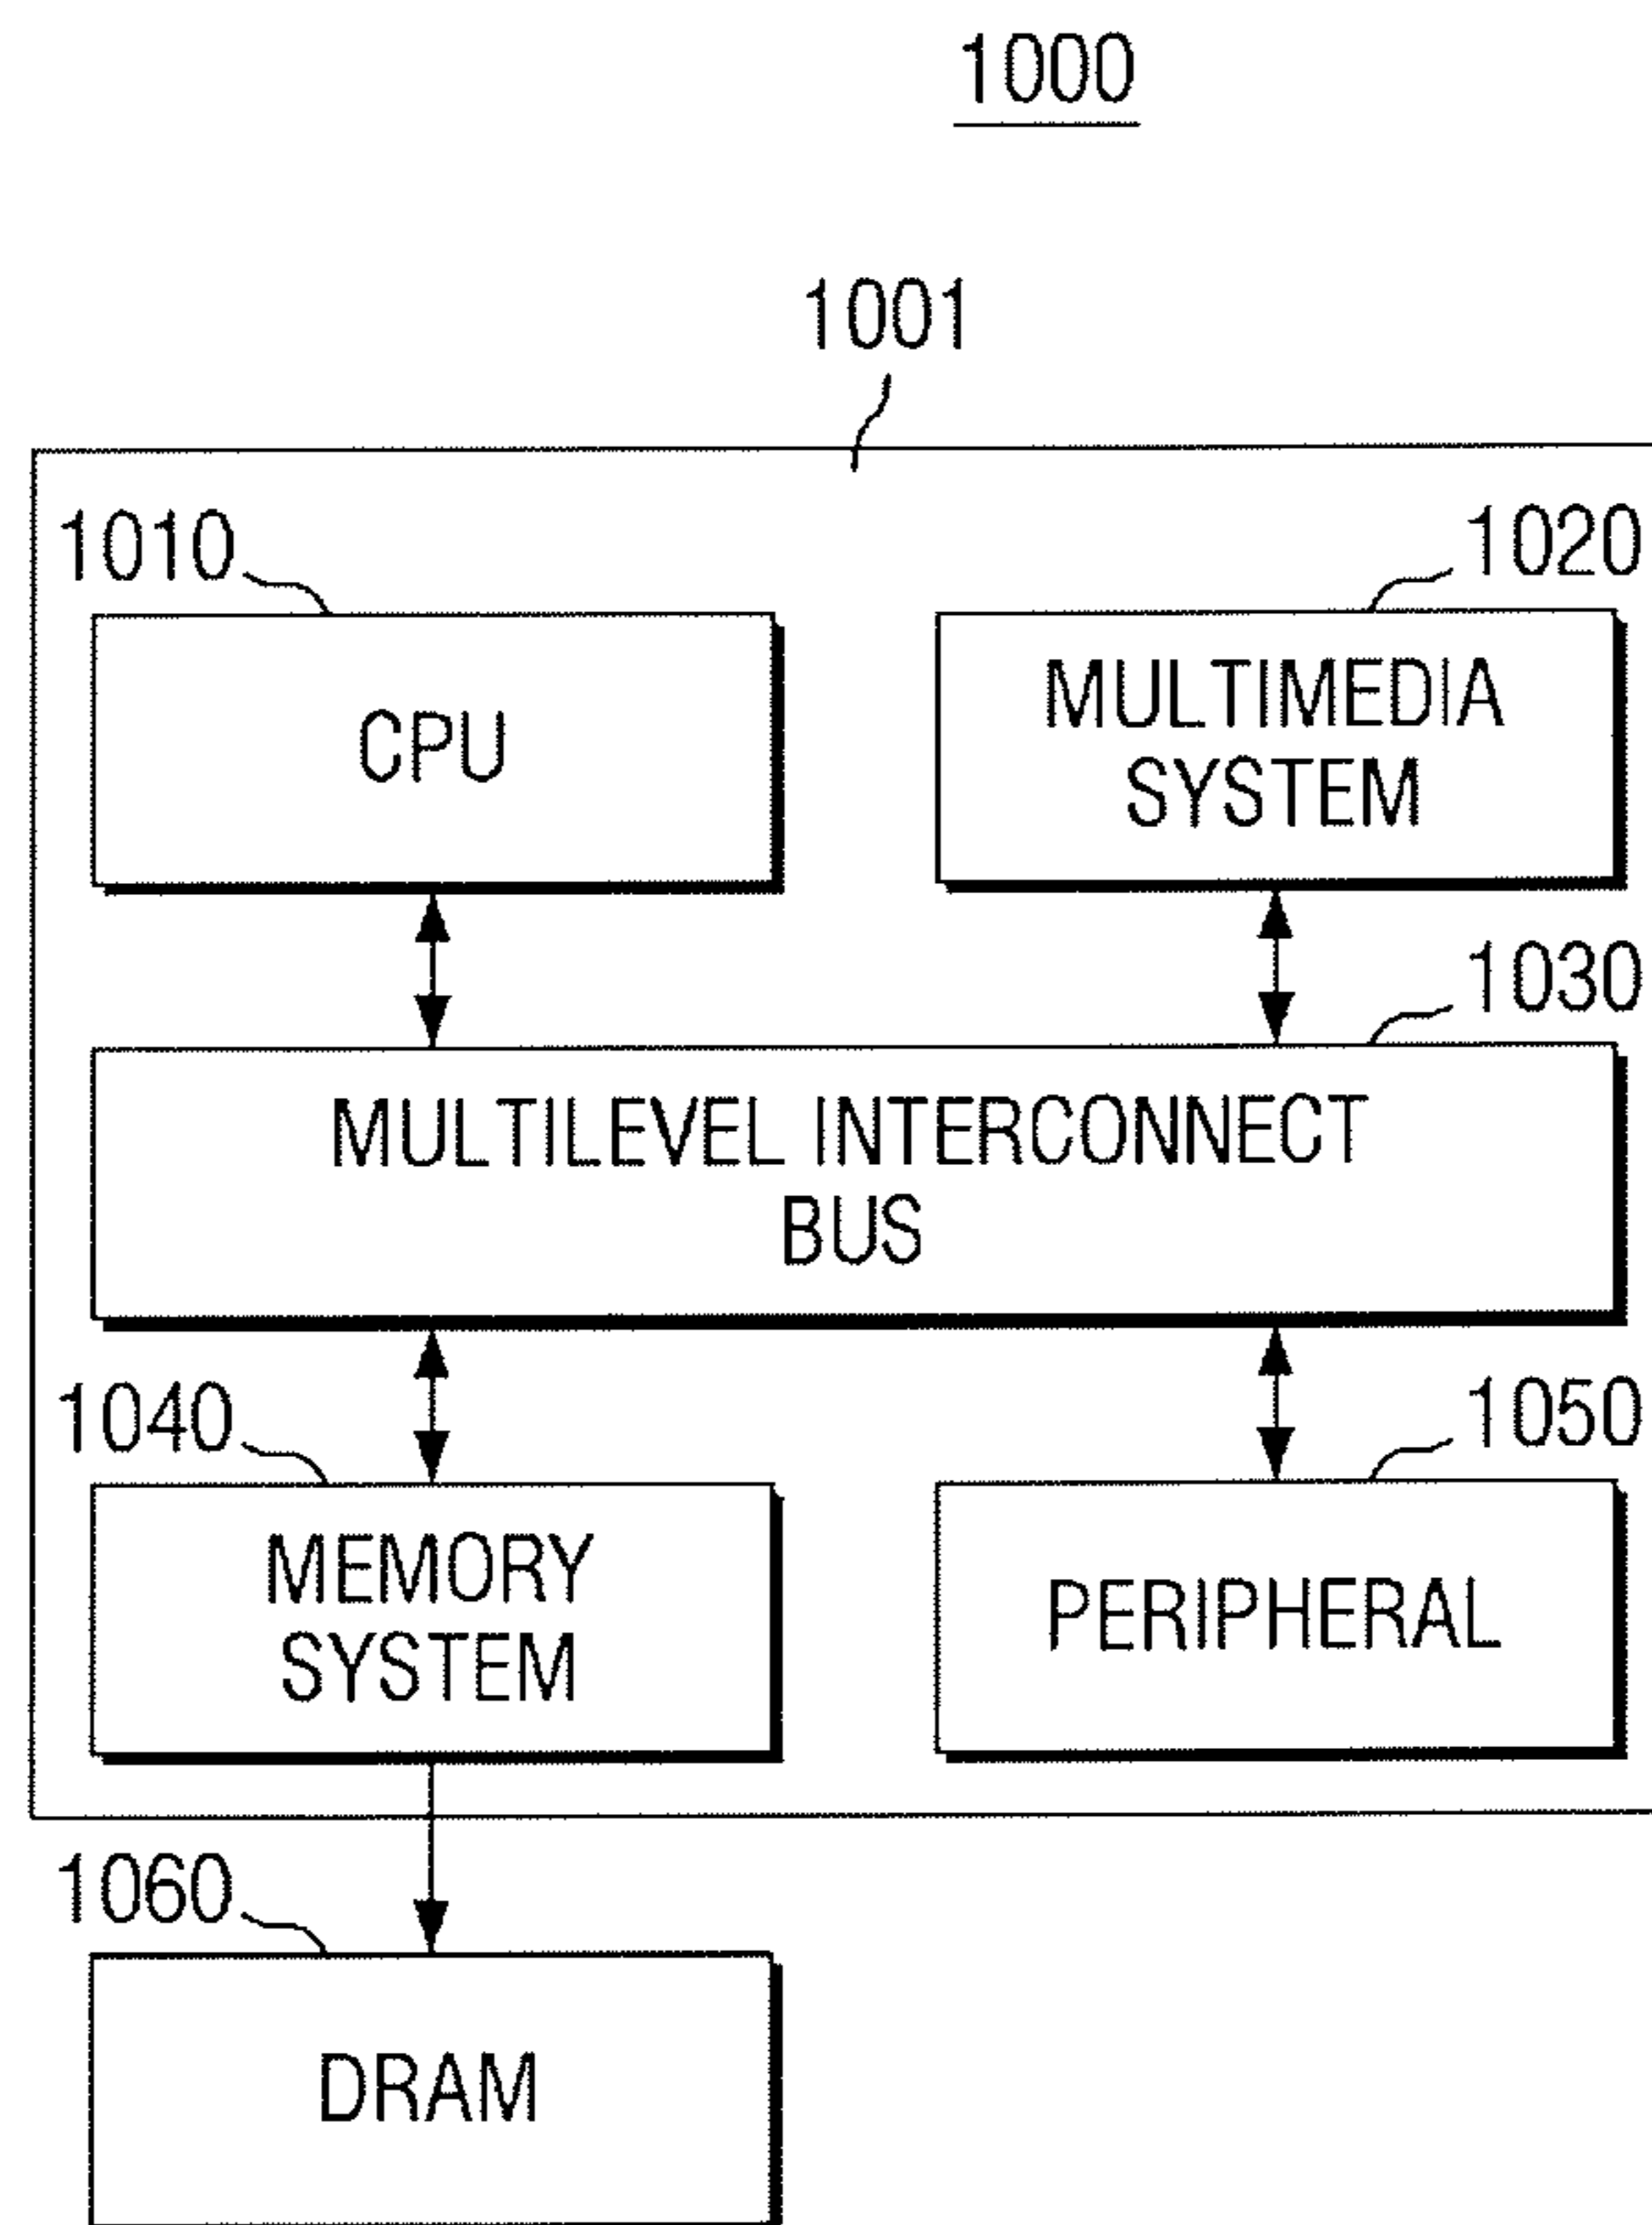 1000
1001
1010
1020
CPU
MULTIMEDIA
SYSTEM
1030
MULTILEVEL INTERCONNECT
BUS
1040
1050
MEMORY
SYSTEM
PERIPHERAL
1060
DRAM